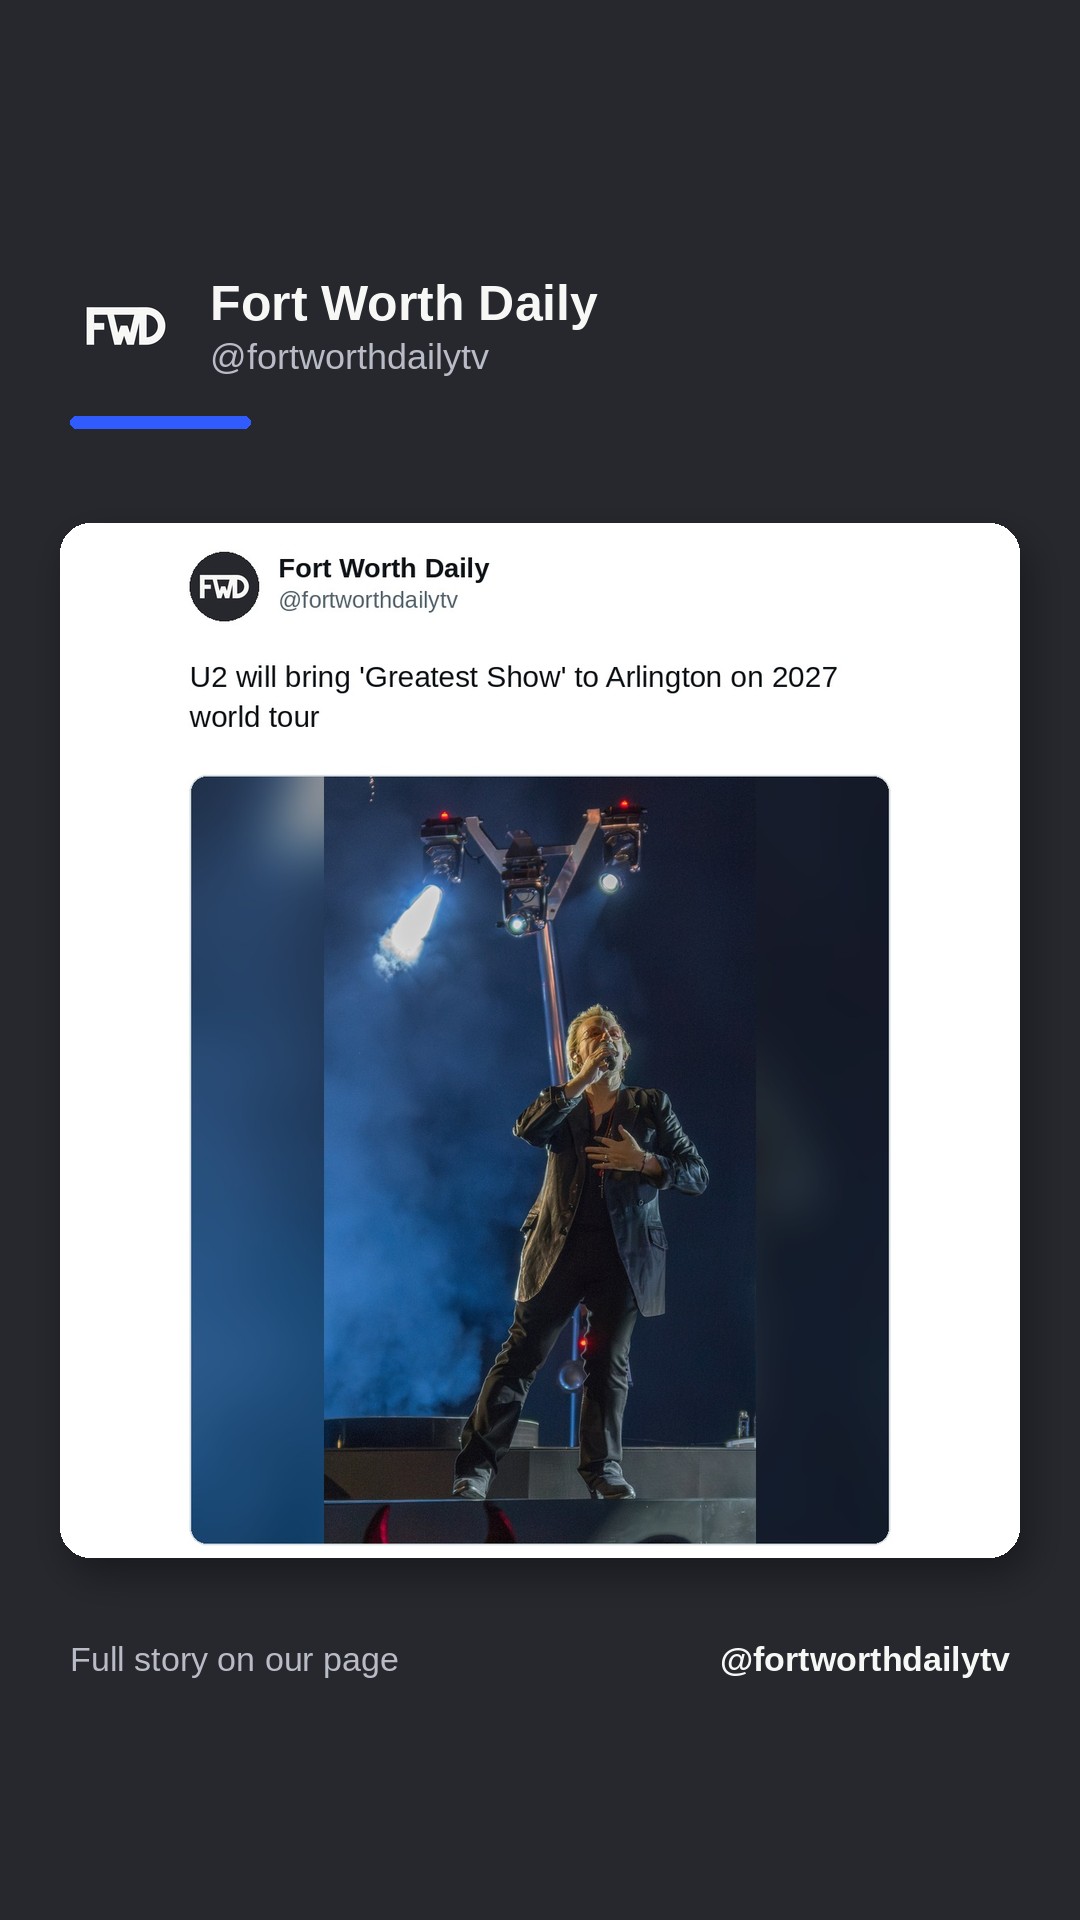 FWD
Fort Worth Daily
@fortworthdailytv
FWD
Fort Worth Daily
@fortworthdailytv
U2 will bring 'Greatest Show' to Arlington on 2027
world tour
Full story on our page
@fortworthdailytv